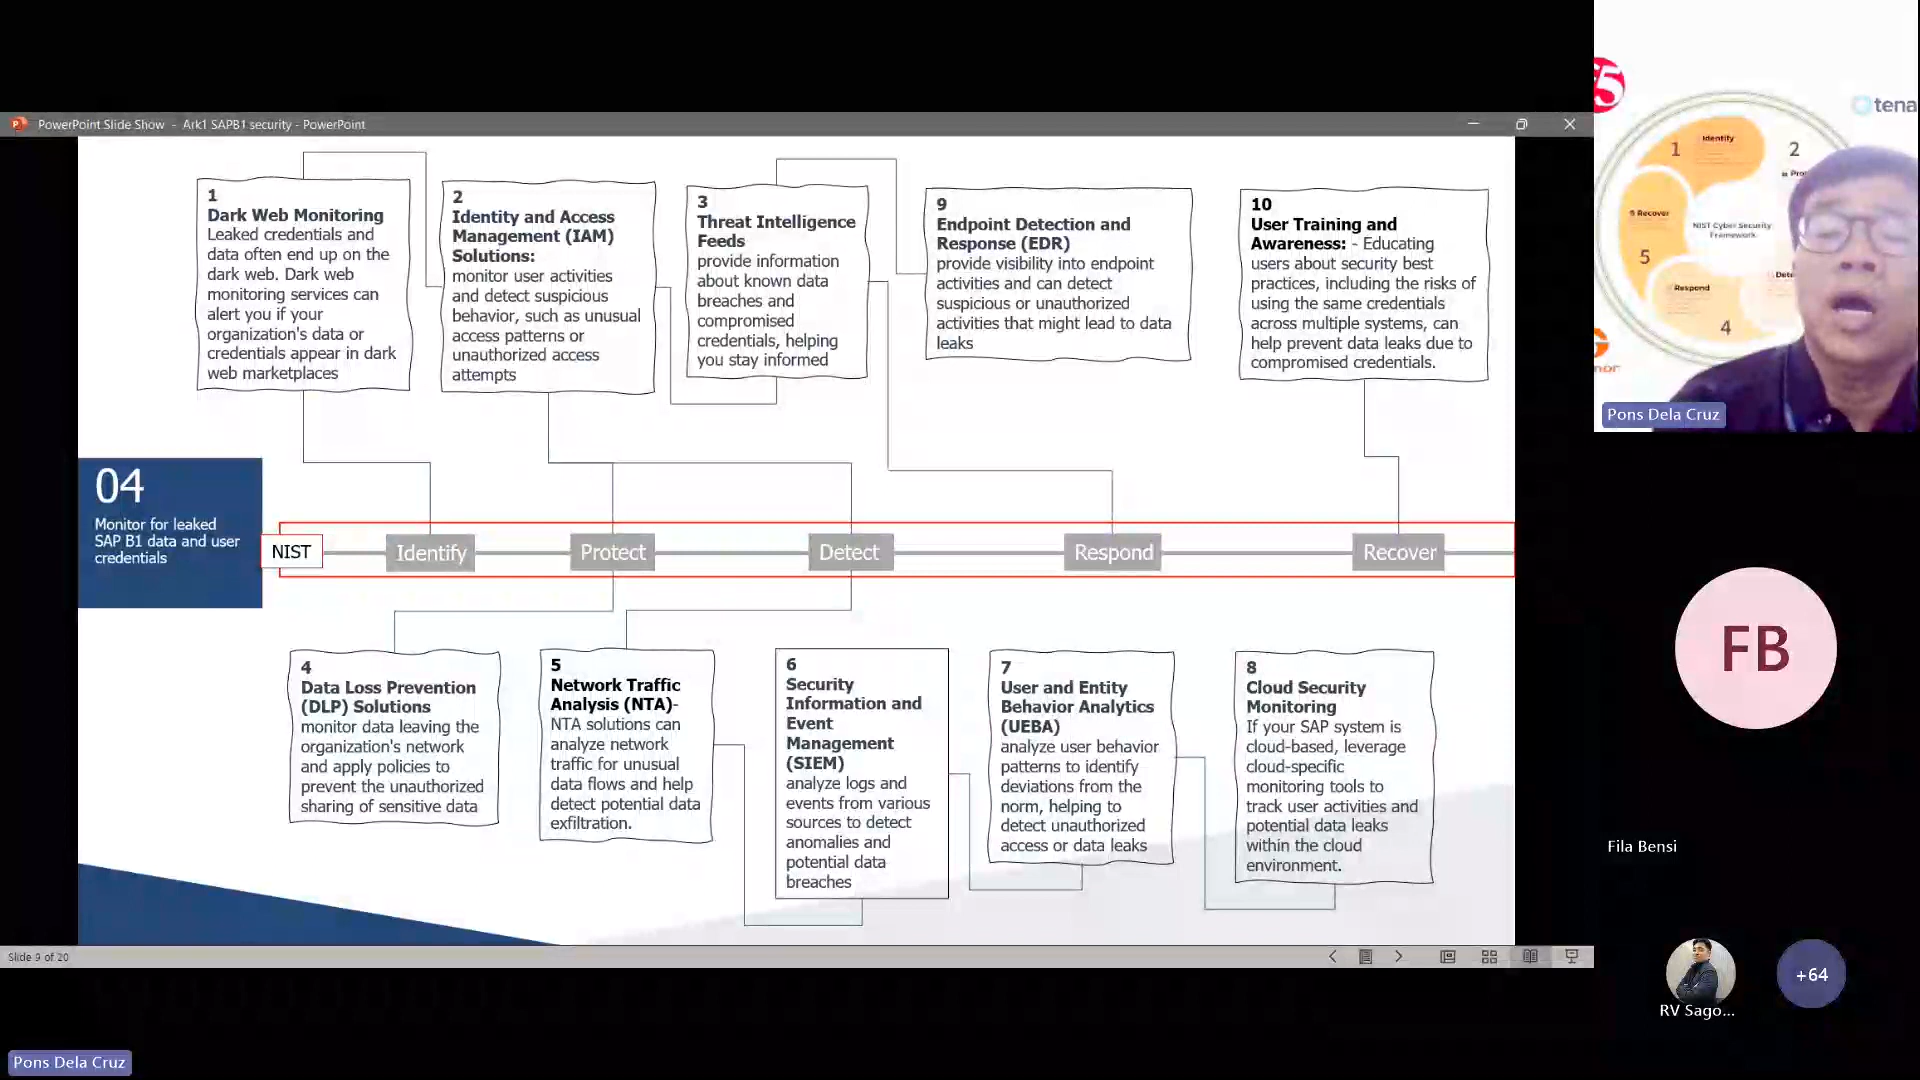 PowerPoint Slide Show - Ark1 SAPB1 security - PowerPoint
1
Dark Web Monitoring
Leaked credentials and
data often end up on the
dark web. Dark web
monitoring services can
alert you if your
organization's data or
credentials appear in dark
web marketplaces
2
Identity and Access
Management (IAM)
Solutions:
monitor user activities
and detect suspicious
behavior, such as unusual
access patterns or
unauthorized access
attempts
3
Threat Intelligence
Feeds
provide information
about known data
breaches and
compromised
credentials, helping
you stay informed
9
Endpoint Detection and
Response (EDR)
provide visibility into endpoint
activities and can detect
suspicious or unauthorized
activities that might lead to data
leaks
10
User Training and
Awareness: - Educating
users about security best
practices, including the risks of
using the same credentials
across multiple systems, can
help prevent data leaks due to
compromised credentials.
04
Monitor for leaked
SAP B1 data and user
credentials
NIST
Identify
Protect
Detect
Respond
Recover
4
Data Loss Prevention
(DLP) Solutions
monitor data leaving the
organization's network
and apply policies to
prevent the unauthorized
sharing of sensitive data
5
Network Traffic
Analysis (NTA)-
NTA solutions can
analyze network
traffic for unusual
data flows and help
detect potential data
exfiltration.
6
Security
Information and
Event
Management
(SIEM)
analyze logs and
events from various
sources to detect
anomalies and
potential data
breaches
7
User and Entity
Behavior Analytics
(UEBA)
analyze user behavior
patterns to identify
deviations from the
norm, helping to
detect unauthorized
access or data leaks
8
Cloud Security
Monitoring
If your SAP system is
cloud-based, leverage
cloud-specific
monitoring tools to
track user activities and
potential data leaks
within the cloud
environment.
Slide 9 of 20
5
tena
1
Identify
2
5 Recover
NIST Cyber Security
Framework
5
Respond
4
Pons Dela Cruz
FB
Fila Bensi
RV Sago...
+64
Pons Dela Cruz